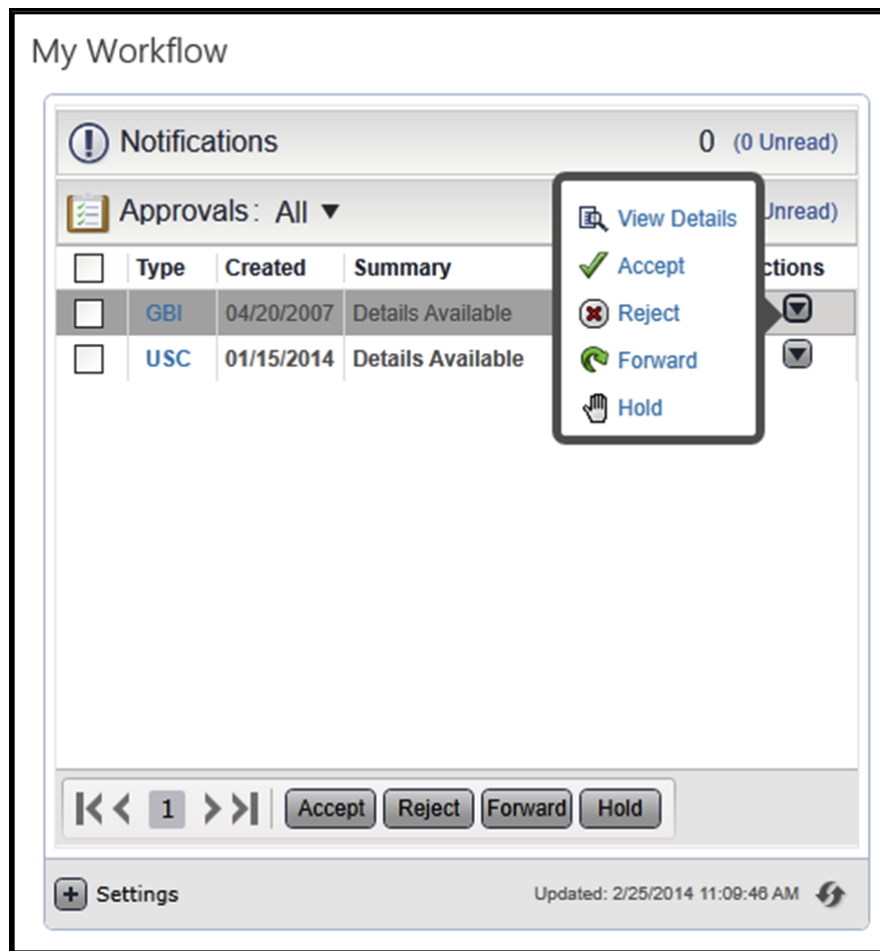 My Workflow
Notifications 0 (0 Unread)
Approvals: All ▼ Unread)
Type Created Summary ctions
GBI 04/20/2007 Details Available
USC 01/15/2014 Details Available
View Details
Accept
Reject
Forward
Hold
1 Accept Reject Forward Hold
Settings Updated: 2/25/2014 11:09:46 AM